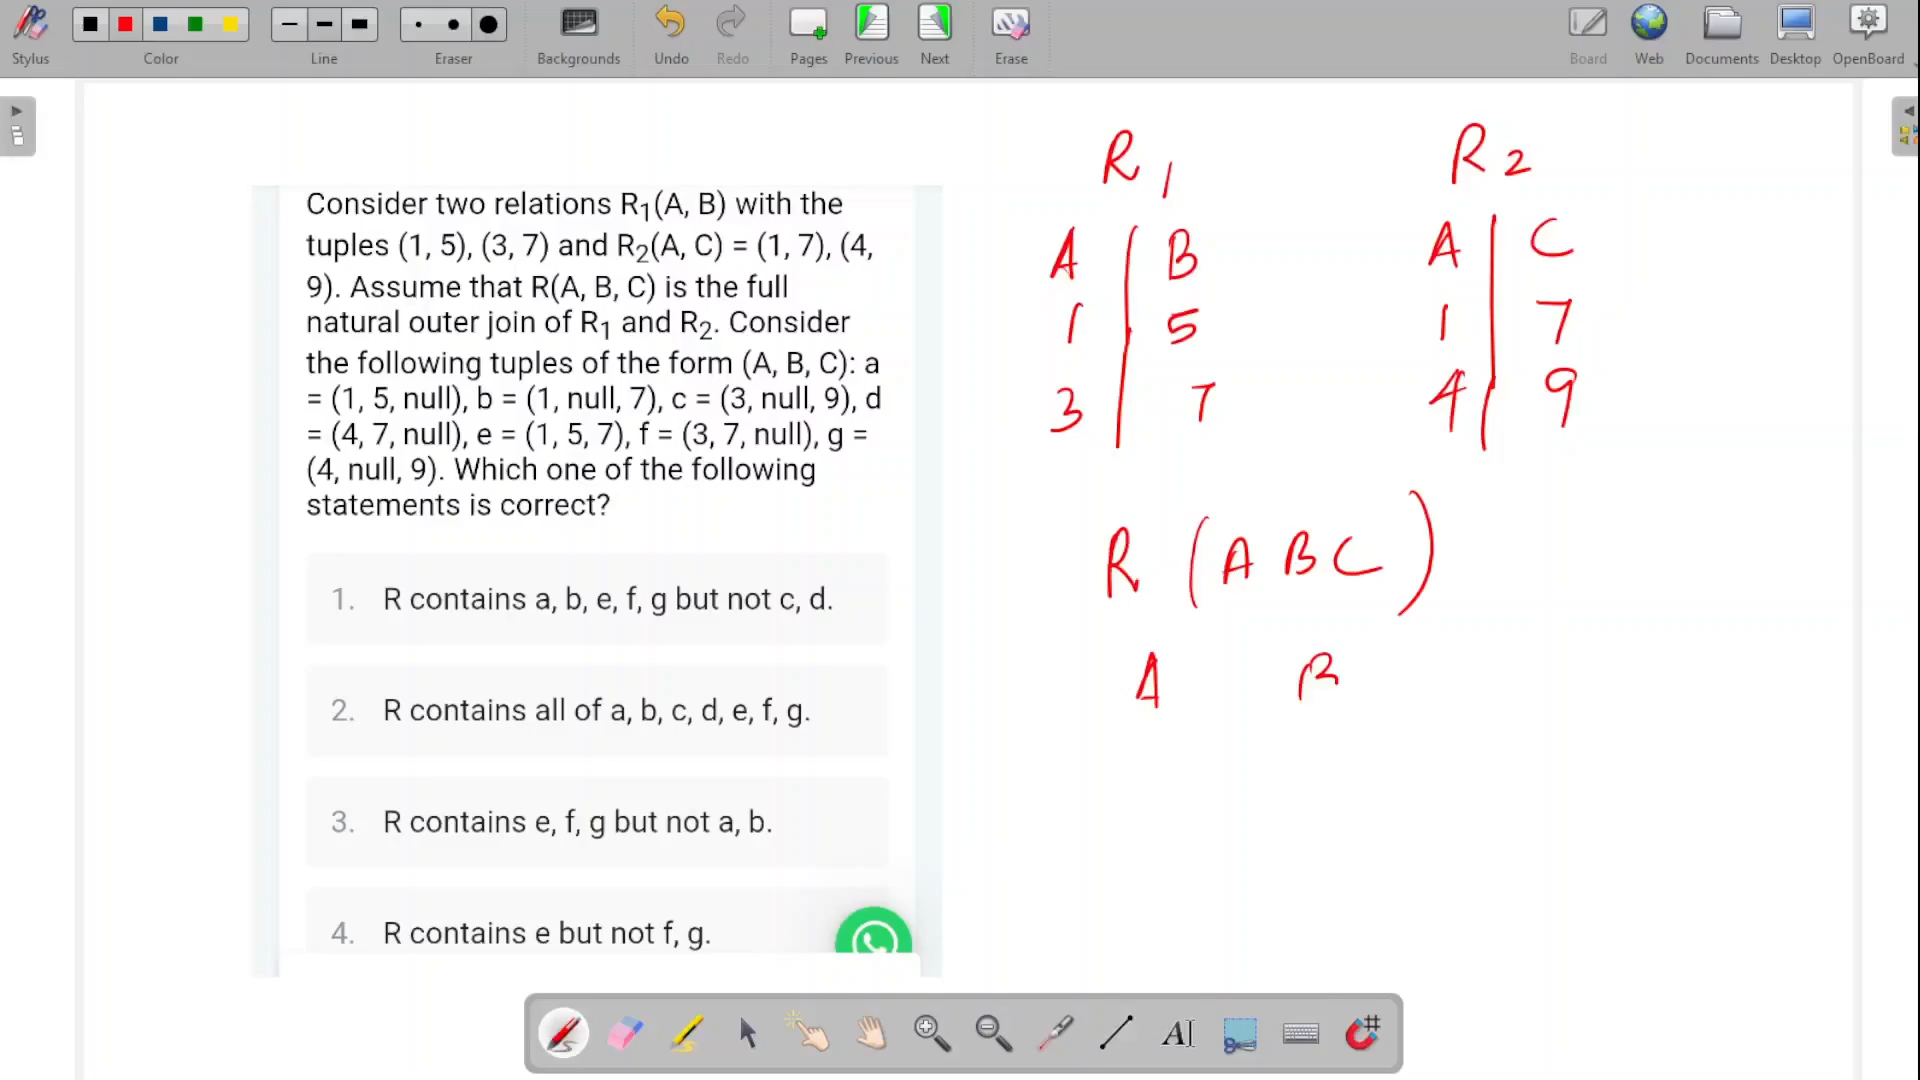 Stylus
Color
Line
Eraser
Backgrounds
Undo
Redo
Pages
Previous
Next
Erase
Board
Web
Documents
Desktop
OpenBoard
Consider two relations R₁(A, B) with the
tuples (1, 5), (3, 7) and R₂(A, C) = (1, 7), (4,
9). Assume that R(A, B, C) is the full
natural outer join of R₁ and R₂. Consider
the following tuples of the form (A, B, C): a
= (1, 5, null), b = (1, null, 7), c = (3, null, 9), d
= (4, 7, null), e = (1, 5, 7), f = (3, 7, null), g =
(4, null, 9). Which one of the following
statements is correct?
1. R contains a, b, e, f, g but not c, d.
2. R contains all of a, b, c, d, e, f, g.
3. R contains e, f, g but not a, b.
4. R contains e but not f, g.
R₁
A B
1 5
3 7
R₂
A C
1 7
4 9
R (A B C)
A B
AI